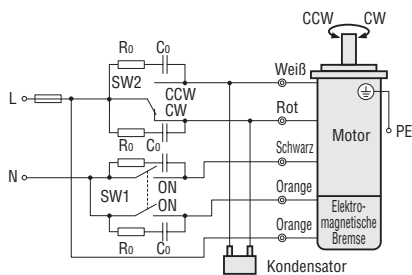 CCW CW
R₀ C₀
SW2
CCW
CW
Weiß
L
Rot
R₀ C₀
Motor
PE
Schwarz
N
SW1
ON
ON
Orange
Elektro-
magnetische
Bremse
R₀ C₀
Orange
Kondensator